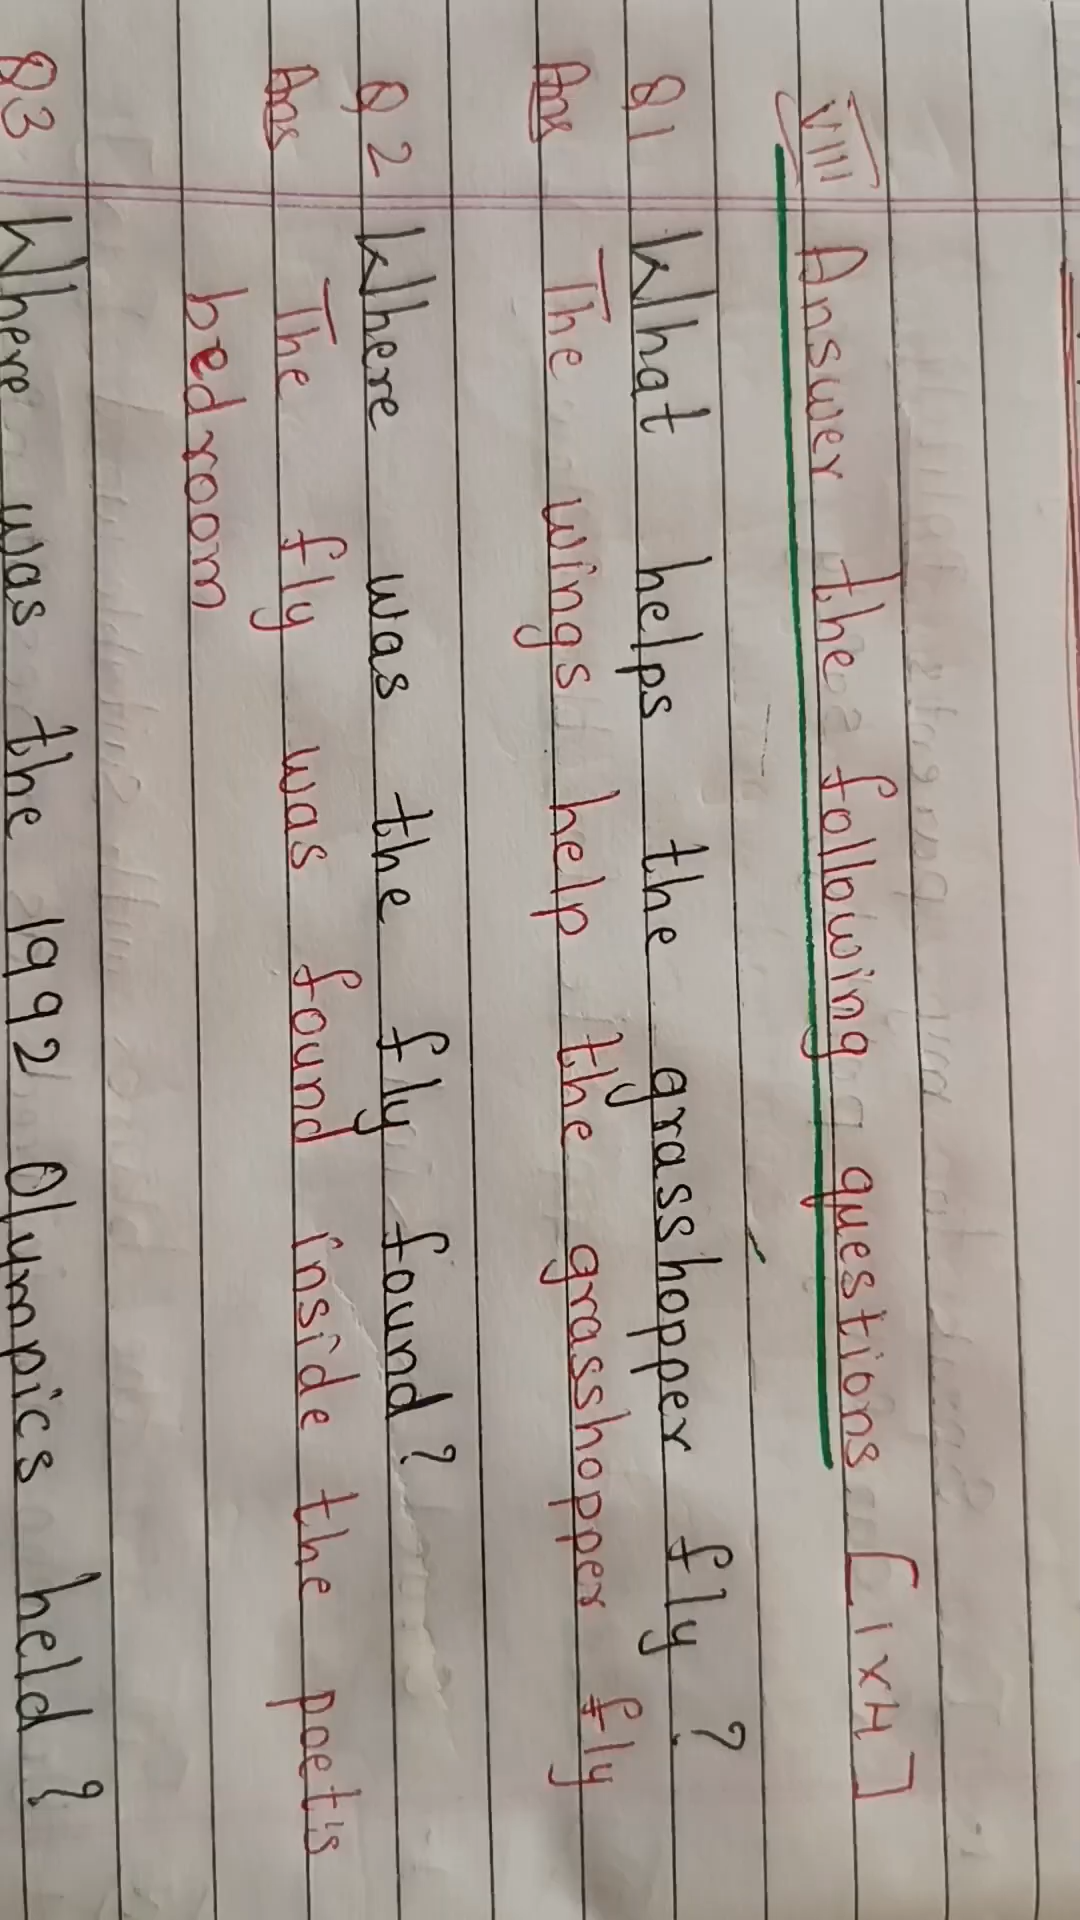 VIII Answer the following questions [1x4]
Q1 What helps the grasshopper fly ?
Ans The wings help the grasshopper fly
Q2 Where was the fly found ?
Ans The fly was found inside the poet's
bedroom
Q3 Where was the 1992 Olympics held ?